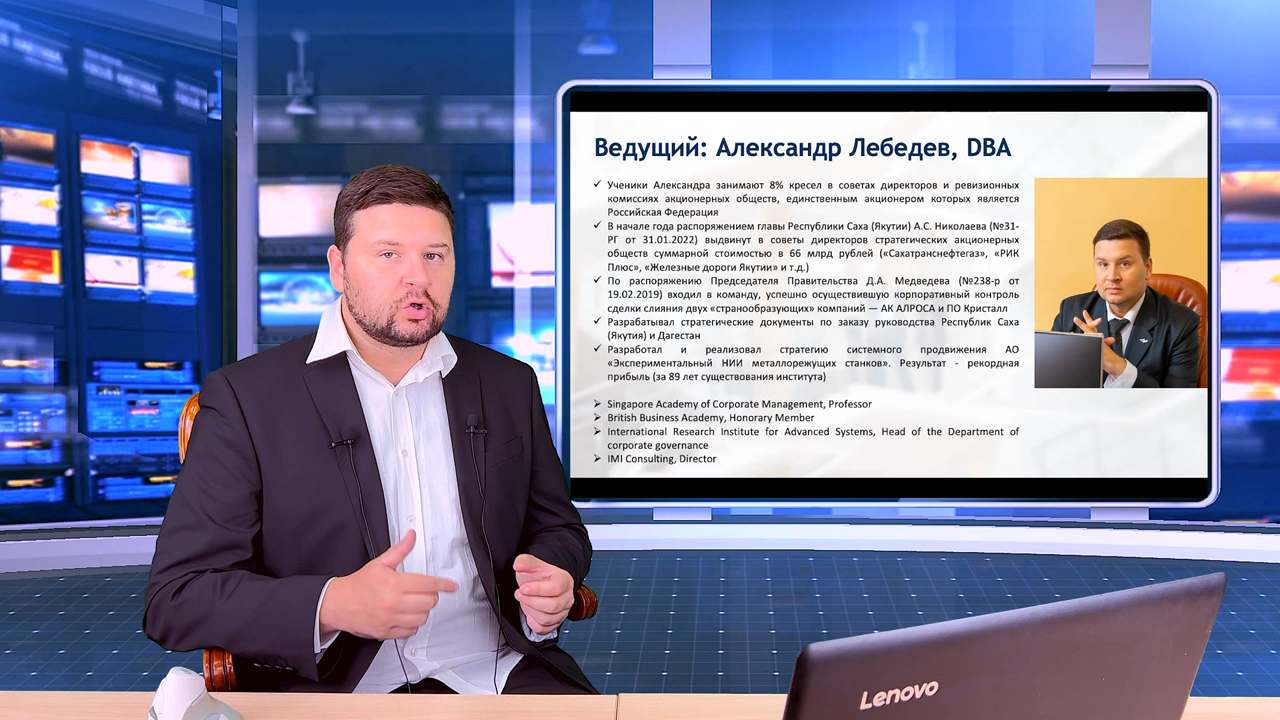 Ведущий: Александр Лебедев, DBA
✓ Ученики Александра занимают 8% кресел в советах директоров и ревизионных
комиссиях акционерных обществ, единственным акционером которых является
Российская Федерация
✓ В начале года распоряжением главы Республики Саха (Якутии) А.С. Николаева (№31-
РГ от 31.01.2022) выдвинут в советы директоров стратегических акционерных
обществ суммарной стоимостью в 66 млрд рублей («Сахатранснефтегаз», «РИК
Плюс», «Железные дороги Якутии» и т.д.)
✓ По распоряжению Председателя Правительства Д.А. Медведева (№238-р от
19.02.2019) входил в команду, успешно осуществившую корпоративный контроль
сделки слияния двух «странообразующих» компаний — АК АЛРОСА и ПО Кристалл
✓ Разрабатывал стратегические документы по заказу руководства Республик Саха
(Якутия) и Дагестан
✓ Разработал и реализовал стратегию системного продвижения АО
«Экспериментальный НИИ металлорежущих станков». Результат - рекордная
прибыль (за 89 лет существования института)
➢ Singapore Academy of Corporate Management, Professor
➢ British Business Academy, Honorary Member
➢ International Research Institute for Advanced Systems, Head of the Department of
corporate governance
➢ IMI Consulting, Director
Lenovo